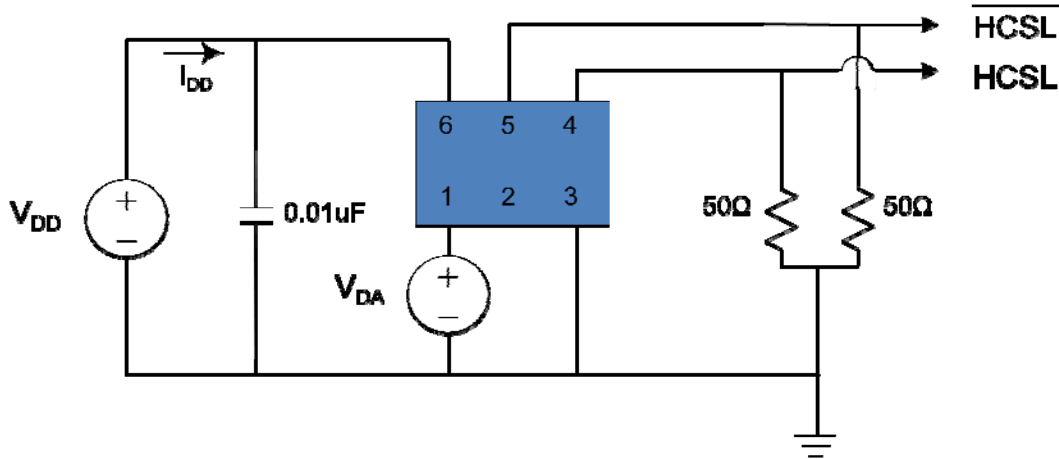 HCSL
HCSL
I_DD
6 5 4
1 2 3
V_DD
+
−
0.01uF
V_DA
+
−
50Ω
50Ω